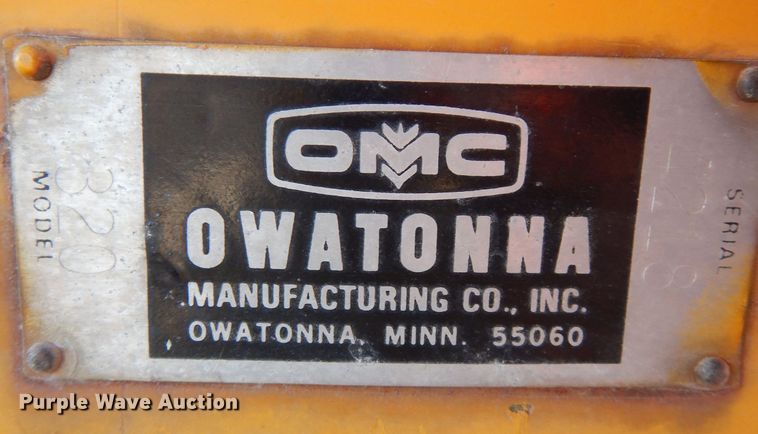 OMC
OWATONNA
MANUFACTURING CO., INC.
OWATONNA, MINN. 55060
MODEL
320
SERIAL
Purple Wave Auction